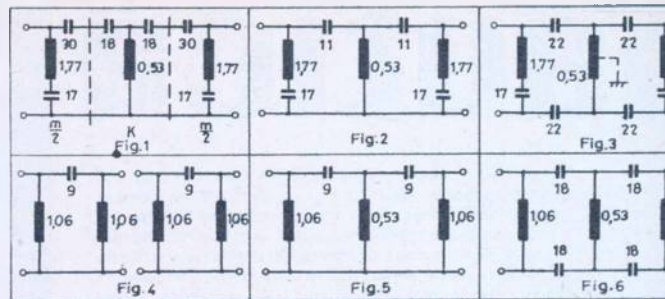 30 18 18 30
1,77 0,53 1,77
17 17
m/2 K m/2
Fig.1
11 11
1,77 0,53 1,77
17 17
Fig.2
22 22
1,77
0,53
17 17
22 22
Fig.3
9 9
1,06 1,06 1,06 1,06
Fig.4
9 9
1,06 0,53 1,06
Fig.5
18 18
1,06 0,53 1,06
18 18
Fig.6